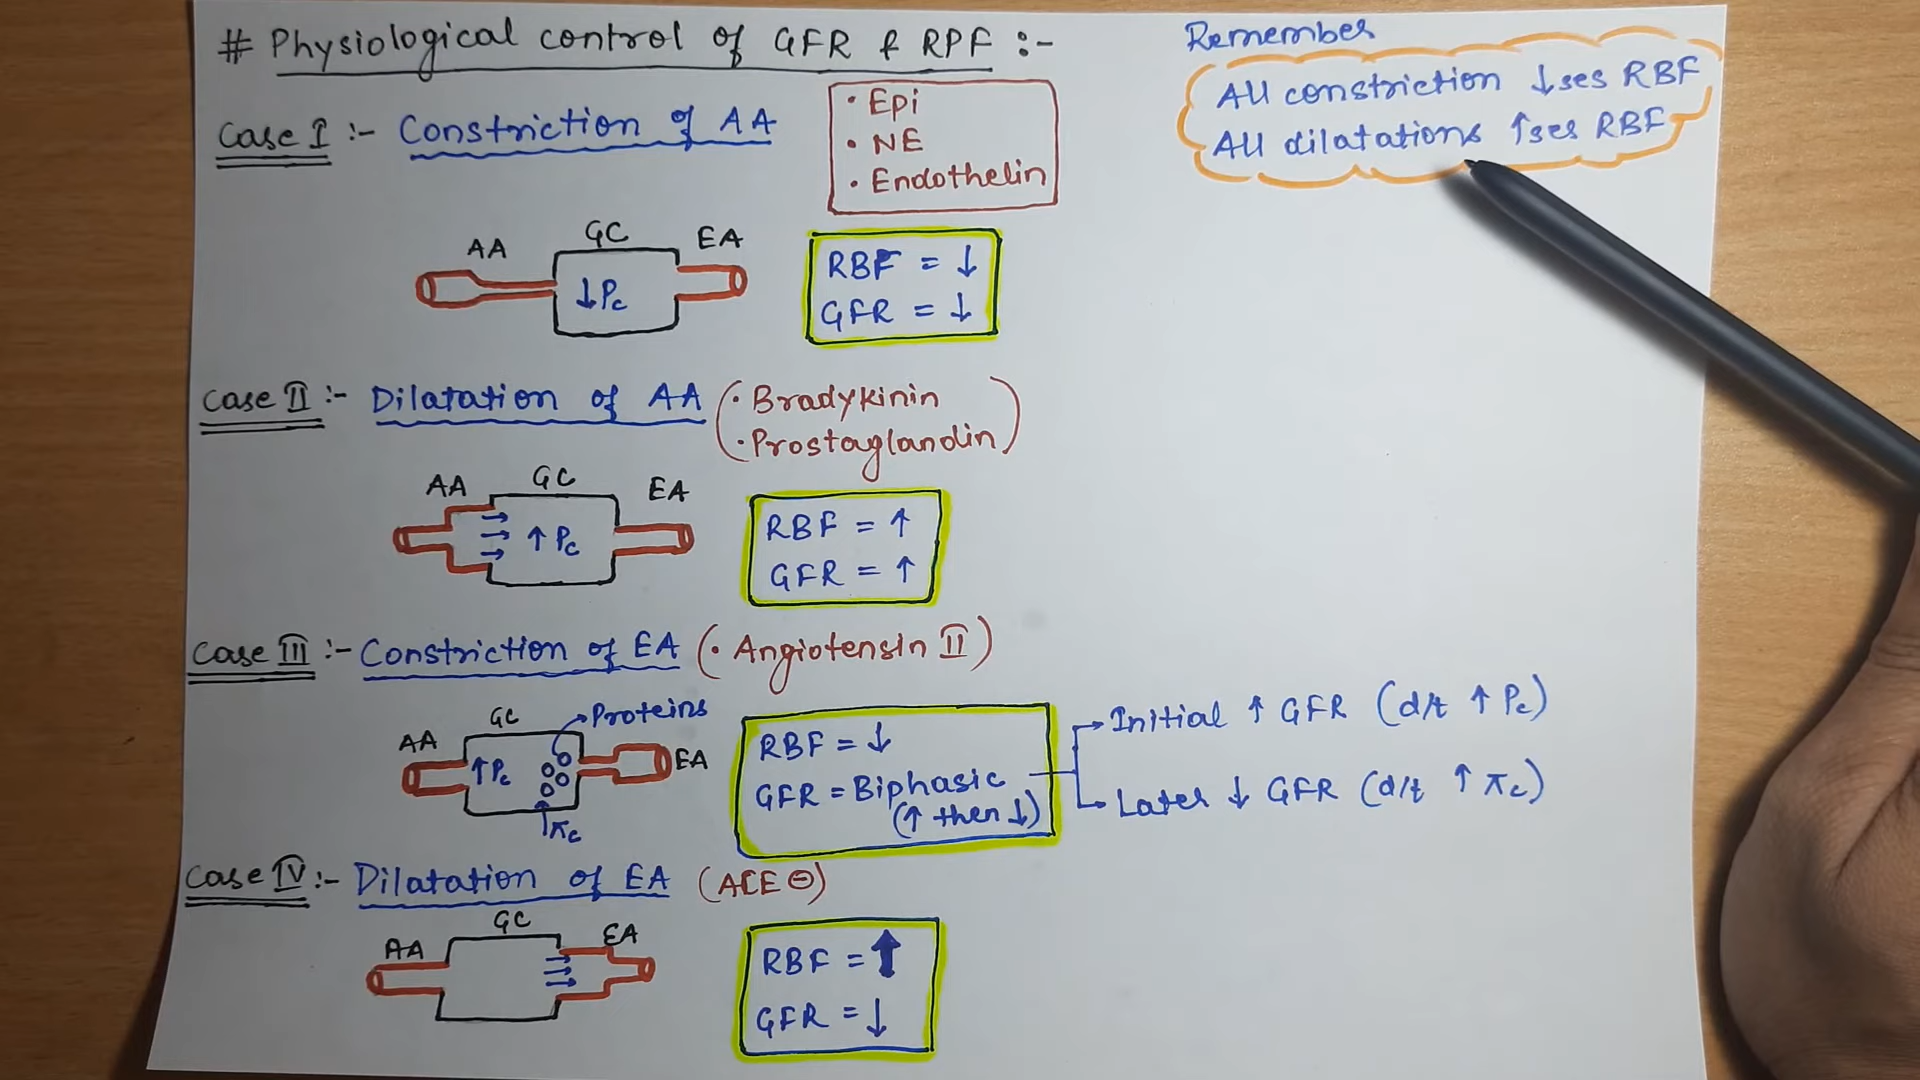 # Physiological control of GFR & RPF :-
Remember
All constriction ↓ses RBF
All dilatations ↑ses RBF
Case I :- Constriction of AA
• Epi
• NE
• Endothelin
AA GC EA
↓Pc
RBF = ↓
GFR = ↓
Case II :- Dilatation of AA
• Bradykinin
• Prostaglandin
AA GC EA
↑ Pc
RBF = ↑
GFR = ↑
Case III :- Constriction of EA (• Angiotensin II)
AA GC Proteins EA
↑Pc
↑πc
RBF = ↓
GFR = Biphasic
(↑ then ↓)
Initial ↑ GFR (d/t ↑ Pc)
Later ↓ GFR (d/t ↑ πc)
Case IV :- Dilatation of EA (ACE ⊖)
AA GC EA
RBF = ↑
GFR = ↓